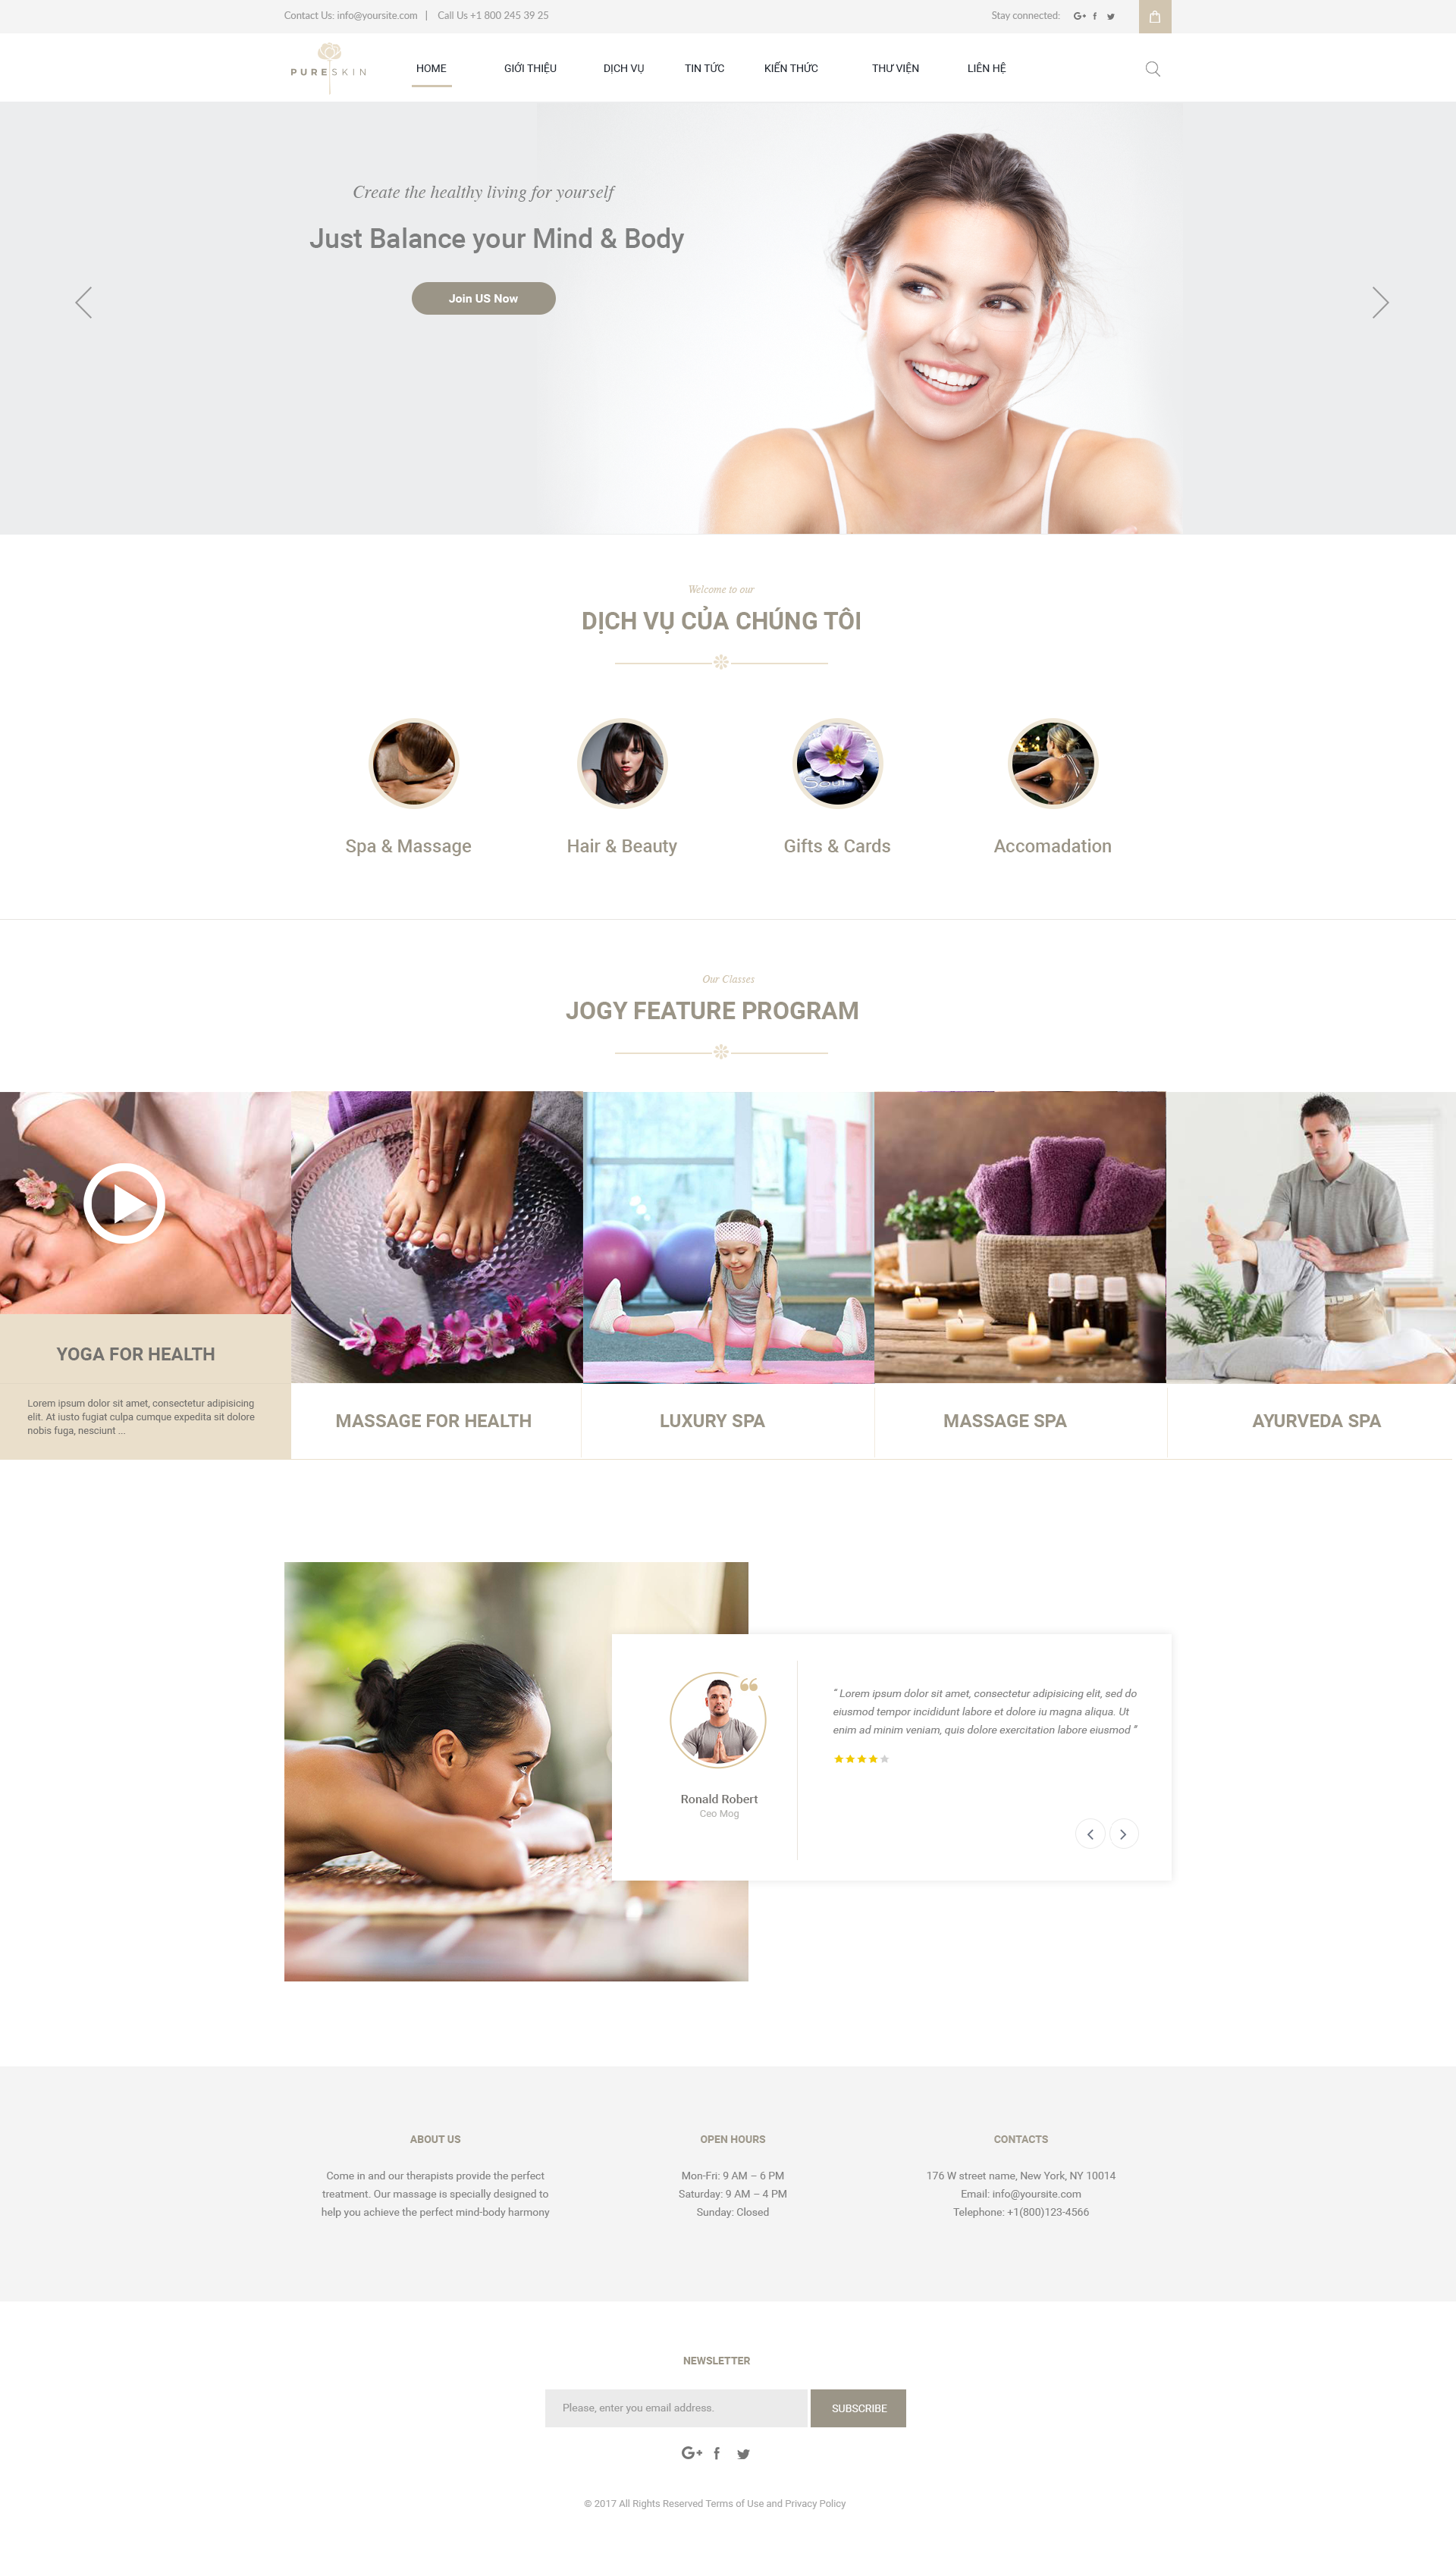 Contact Us: info@yoursite.com | Call Us +1 800 245 39 25
Stay connected:
PURESKIN
HOME
GIỚI THIỆU
DỊCH VỤ
TIN TỨC
KIẾN THỨC
THƯ VIỆN
LIÊN HỆ
Create the healthy living for yourself
Just Balance your Mind & Body
Join US Now
Welcome to our
DỊCH VỤ CỦA CHÚNG TÔI
Soul
Spa & Massage
Hair & Beauty
Gifts & Cards
Accomadation
Our Classes
JOGY FEATURE PROGRAM
YOGA FOR HEALTH
Lorem ipsum dolor sit amet, consectetur adipisicing
elit. At iusto fugiat culpa cumque expedita sit dolore
nobis fuga, nesciunt ...
MASSAGE FOR HEALTH
LUXURY SPA
MASSAGE SPA
AYURVEDA SPA
“ Lorem ipsum dolor sit amet, consectetur adipisicing elit, sed do
eiusmod tempor incididunt labore et dolore iu magna aliqua. Ut
enim ad minim veniam, quis dolore exercitation labore eiusmod ”
Ronald Robert
Ceo Mog
ABOUT US
Come in and our therapists provide the perfect
treatment. Our massage is specially designed to
help you achieve the perfect mind-body harmony
OPEN HOURS
Mon-Fri: 9 AM – 6 PM
Saturday: 9 AM – 4 PM
Sunday: Closed
CONTACTS
176 W street name, New York, NY 10014
Email: info@yoursite.com
Telephone: +1(800)123-4566
NEWSLETTER
Please, enter you email address.
SUBSCRIBE
© 2017 All Rights Reserved Terms of Use and Privacy Policy